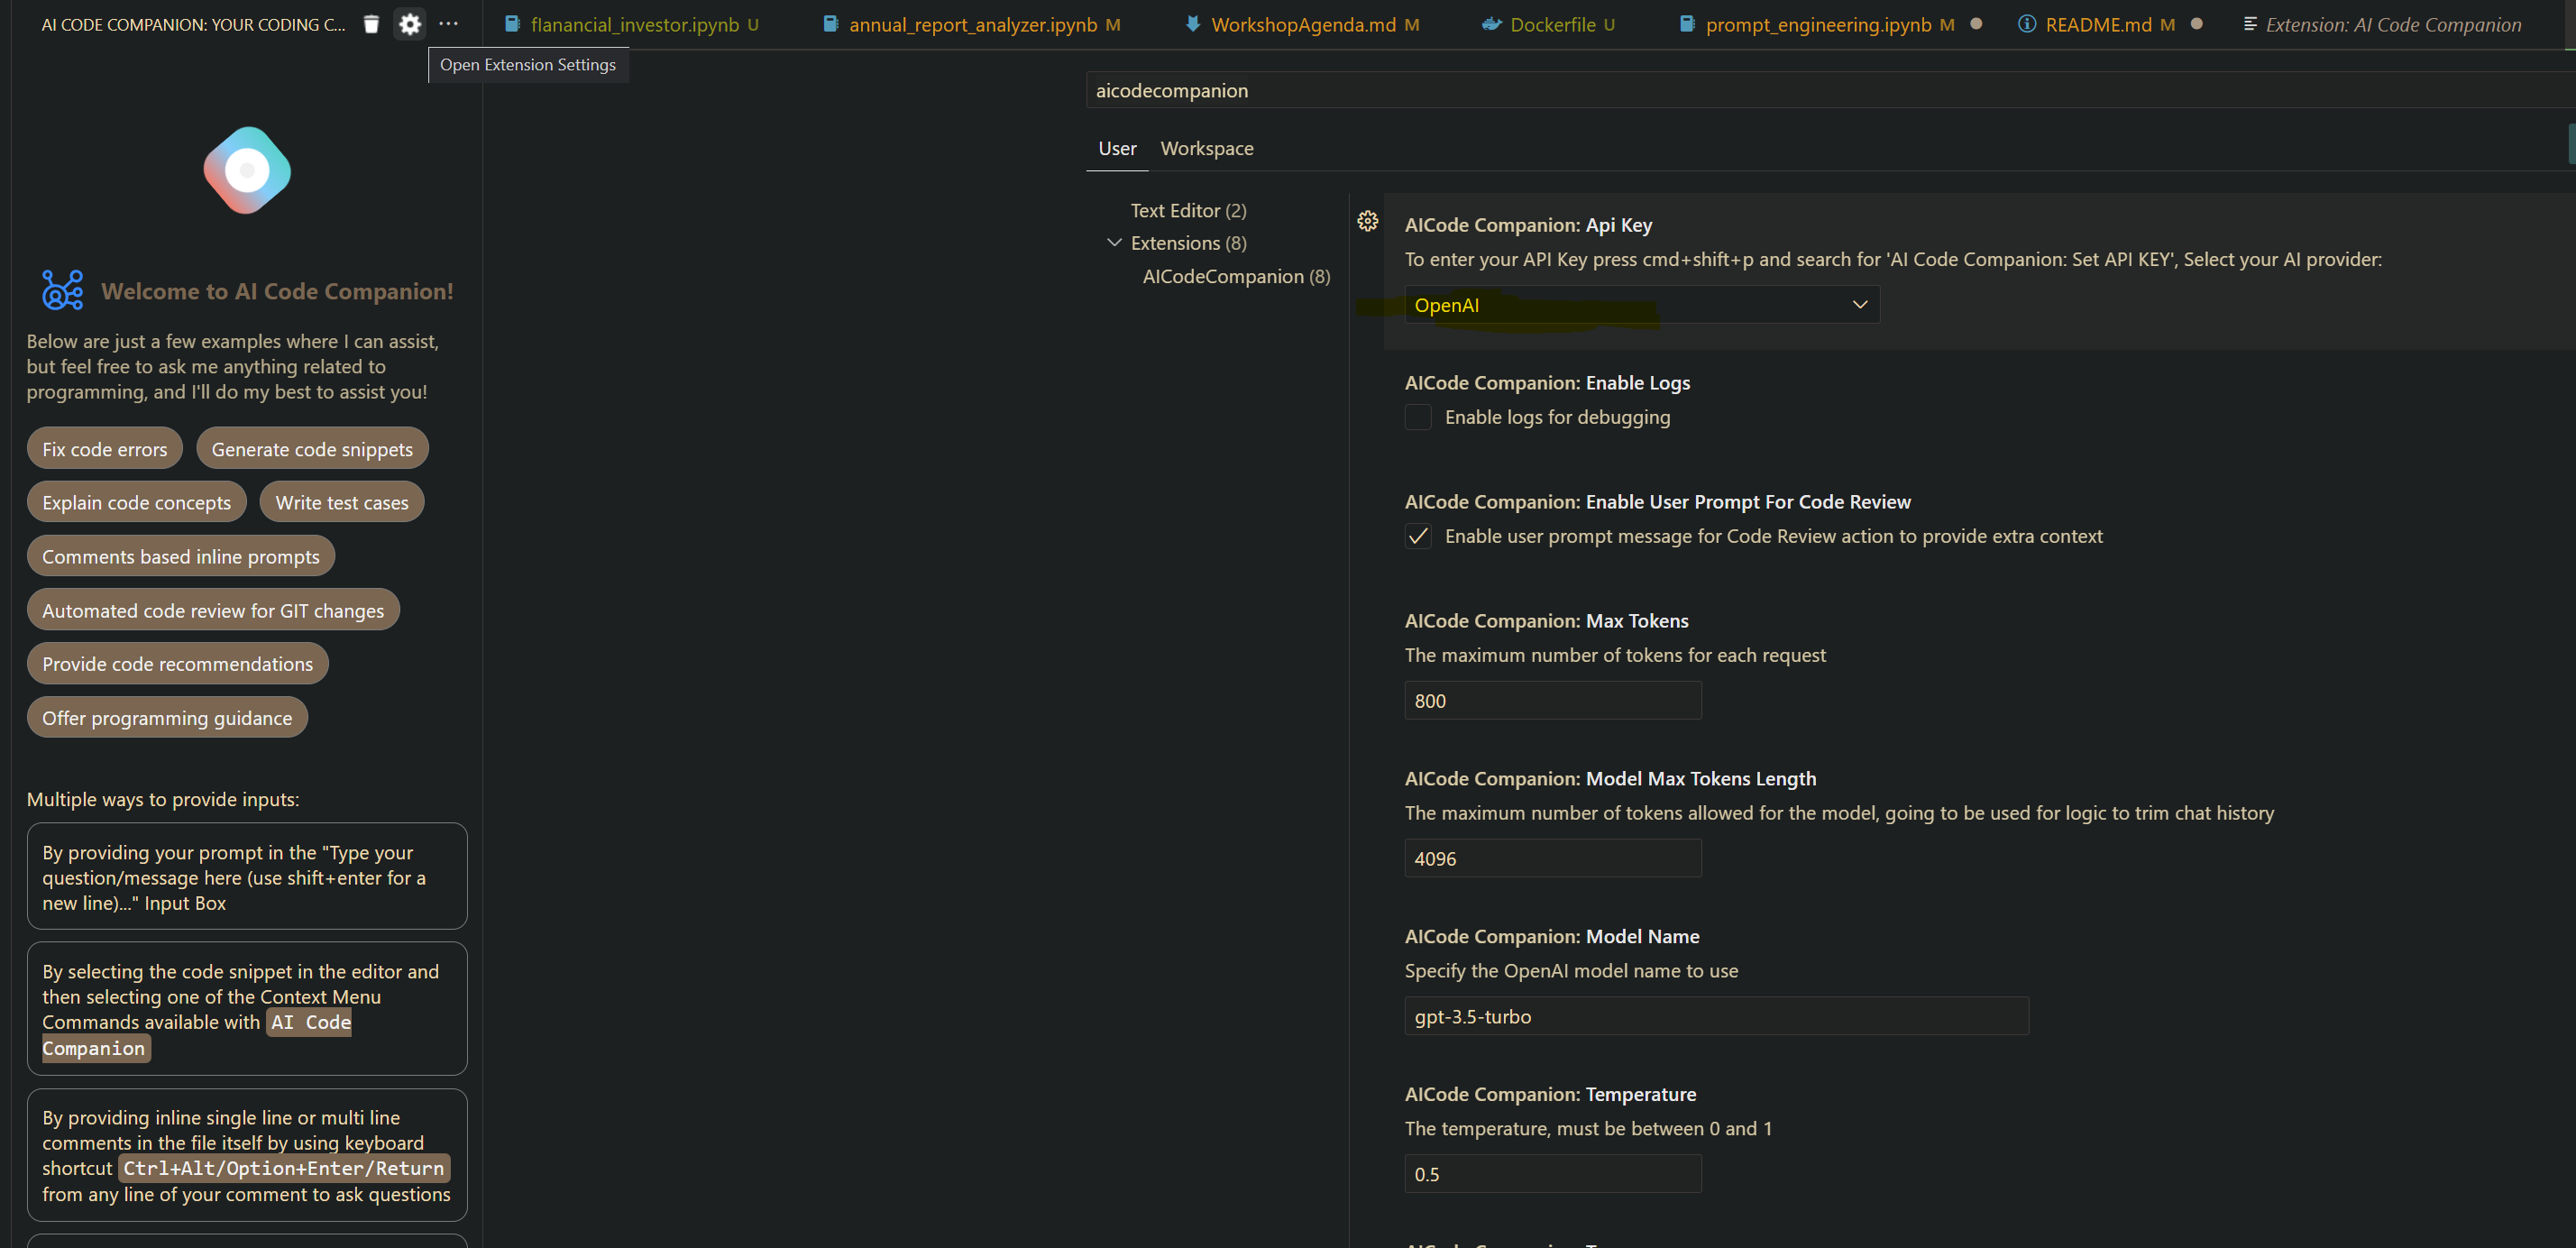 AI CODE COMPANION: YOUR CODING C...
flanancial_investor.ipynb U
annual_report_analyzer.ipynb M
WorkshopAgenda.md M
Dockerfile U
prompt_engineering.ipynb M
README.md M
Extension: AI Code Companion
Open Extension Settings
Welcome to AI Code Companion!
Below are just a few examples where I can assist,
but feel free to ask me anything related to
programming, and I'll do my best to assist you!
Fix code errors
Generate code snippets
Explain code concepts
Write test cases
Comments based inline prompts
Automated code review for GIT changes
Provide code recommendations
Offer programming guidance
Multiple ways to provide inputs:
By providing your prompt in the "Type your
question/message here (use shift+enter for a
new line)..." Input Box
By selecting the code snippet in the editor and
then selecting one of the Context Menu
Commands available with AI Code
Companion
By providing inline single line or multi line
comments in the file itself by using keyboard
shortcut Ctrl+Alt/Option+Enter/Return
from any line of your comment to ask questions
aicodecompanion
User
Workspace
Text Editor (2)
Extensions (8)
AICodeCompanion (8)
AICode Companion: Api Key
To enter your API Key press cmd+shift+p and search for 'AI Code Companion: Set API KEY', Select your AI provider:
OpenAI
AICode Companion: Enable Logs
Enable logs for debugging
AICode Companion: Enable User Prompt For Code Review
Enable user prompt message for Code Review action to provide extra context
AICode Companion: Max Tokens
The maximum number of tokens for each request
800
AICode Companion: Model Max Tokens Length
The maximum number of tokens allowed for the model, going to be used for logic to trim chat history
4096
AICode Companion: Model Name
Specify the OpenAI model name to use
gpt-3.5-turbo
AICode Companion: Temperature
The temperature, must be between 0 and 1
0.5